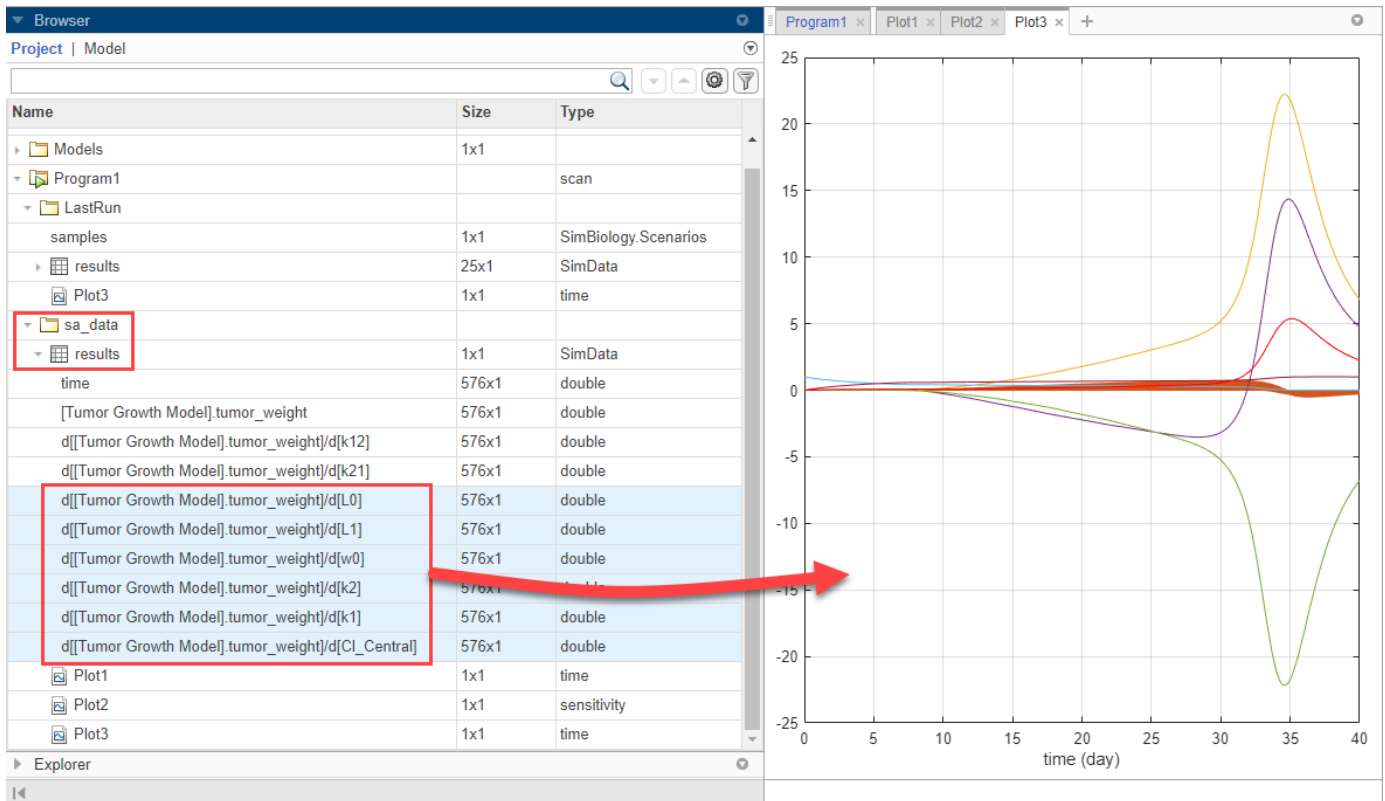 Browser
Project | Model
Name Size Type
Models 1x1
Program1 scan
LastRun
samples 1x1 SimBiology.Scenarios
results 25x1 SimData
Plot3 1x1 time
sa_data
results 1x1 SimData
time 576x1 double
[Tumor Growth Model].tumor_weight 576x1 double
d[[Tumor Growth Model].tumor_weight]/d[k12] 576x1 double
d[[Tumor Growth Model].tumor_weight]/d[k21] 576x1 double
d[[Tumor Growth Model].tumor_weight]/d[L0] 576x1 double
d[[Tumor Growth Model].tumor_weight]/d[L1] 576x1 double
d[[Tumor Growth Model].tumor_weight]/d[w0] 576x1 double
d[[Tumor Growth Model].tumor_weight]/d[k2] 576x1
d[[Tumor Growth Model].tumor_weight]/d[k1] 576x1 double
d[[Tumor Growth Model].tumor_weight]/d[Cl_Central] 576x1 double
Plot1 1x1 time
Plot2 1x1 sensitivity
Plot3 1x1 time
Explorer
Program1 × Plot1 × Plot2 × Plot3 × +
25
20
15
10
5
0
-5
-10
-15
-20
-25
0 5 10 15 20 25 30 35 40
time (day)